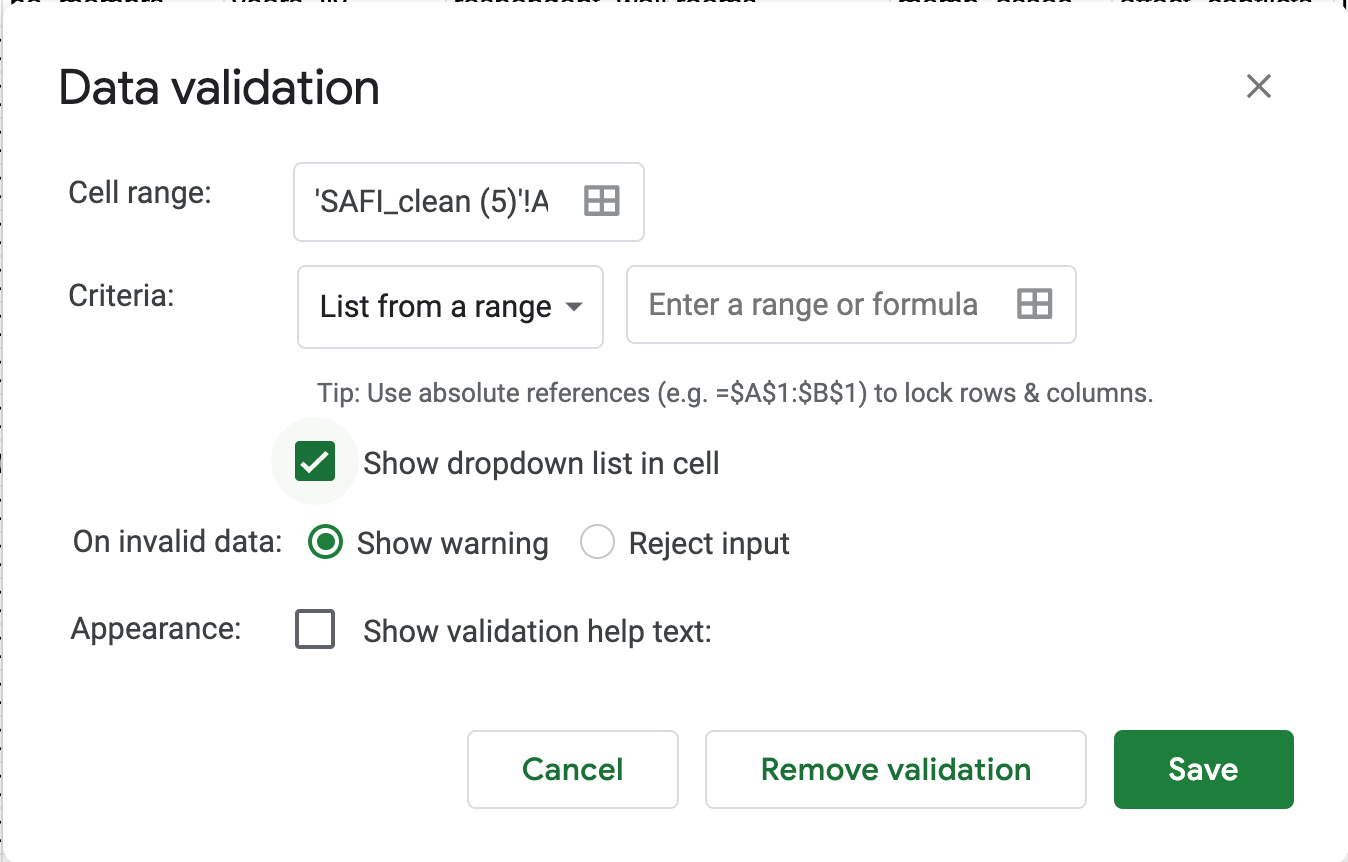 Data validation
Cell range: 'SAFI_clean (5)'!A
Criteria: List from a range Enter a range or formula
Tip: Use absolute references (e.g. =$A$1:$B$1) to lock rows & columns.
Show dropdown list in cell
On invalid data: Show warning Reject input
Appearance: Show validation help text:
Cancel Remove validation Save